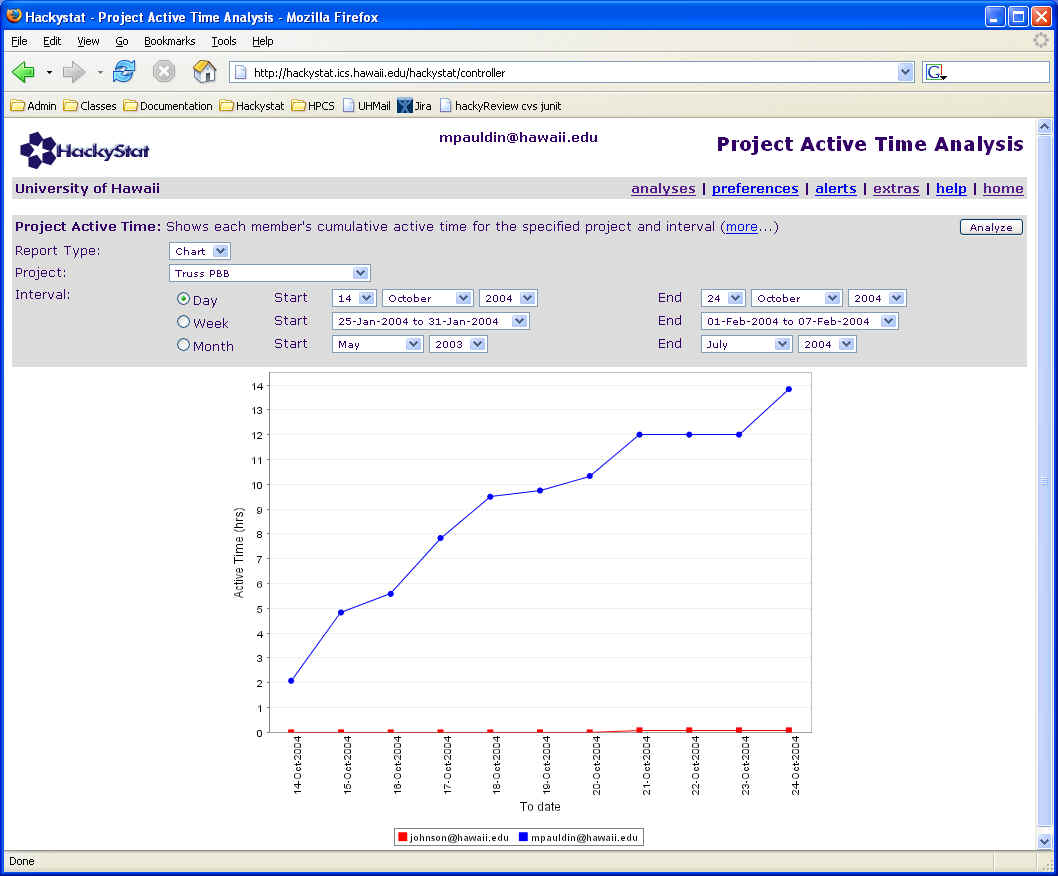 Hackystat - Project Active Time Analysis - Mozilla Firefox
File Edit View Go Bookmarks Tools Help
http://hackystat.ics.hawaii.edu/hackystat/controller G
Admin Classes Documentation Hackystat HPCS UHMail Jira hackyReview cvs junit
HackyStat mpauldin@hawaii.edu Project Active Time Analysis
University of Hawaii analyses | preferences | alerts | extras | help | home
Project Active Time: Shows each member's cumulative active time for the specified project and interval (more...) Analyze
Report Type: Chart
Project: Truss PBB
Interval: Day Start 14 October 2004 End 24 October 2004
Week Start 25-Jan-2004 to 31-Jan-2004 End 01-Feb-2004 to 07-Feb-2004
Month Start May 2003 End July 2004
14
13
12
11
10
9
8
7
6
5
4
3
2
1
0
Active Time (hrs)
14-Oct-2004 15-Oct-2004 16-Oct-2004 17-Oct-2004 18-Oct-2004 19-Oct-2004 20-Oct-2004 21-Oct-2004 22-Oct-2004 23-Oct-2004 24-Oct-2004
To date
johnson@hawaii.edu mpauldin@hawaii.edu
Done